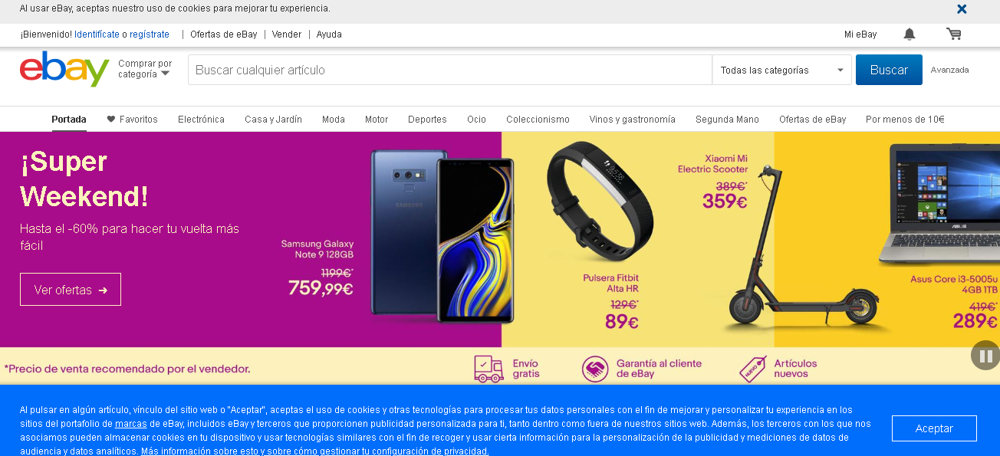 Al usar eBay, aceptas nuestro uso de cookies para mejorar tu experiencia.
¡Bienvenido! Identifícate o regístrate | Ofertas de eBay | Vender | Ayuda
Mi eBay
ebay
Comprar por
categoría
Buscar cualquier artículo
Todas las categorías
Buscar
Avanzada
Portada
Favoritos
Electrónica
Casa y Jardín
Moda
Motor
Deportes
Ocio
Coleccionismo
Vinos y gastronomía
Segunda Mano
Ofertas de eBay
Por menos de 10€
¡Super
Weekend!
Hasta el -60% para hacer tu vuelta más
fácil
Ver ofertas
Samsung Galaxy
Note 9 128GB
1199€*
759,99€
SAMSUNG
Pulsera Fitbit
Alta HR
129€*
89€
Xiaomi Mi
Electric Scooter
389€*
359€
ASUS
Asus Core i3-5005u
4GB 1TB
419€*
289€
*Precio de venta recomendado por el vendedor.
Envío
gratis
Garantía al cliente
de eBay
NUEVO
Artículos
nuevos
Al pulsar en algún artículo, vínculo del sitio web o "Aceptar", aceptas el uso de cookies y otras tecnologías para procesar tus datos personales con el fin de mejorar y personalizar tu experiencia en los
sitios del portafolio de marcas de eBay, incluidos eBay y terceros que proporcionen publicidad personalizada para ti, tanto dentro como fuera de nuestros sitios web. Además, los terceros con los que nos
asociamos pueden almacenar cookies en tu dispositivo y usar tecnologías similares con el fin de recoger y usar cierta información para la personalización de la publicidad y mediciones de datos de
audiencia y datos analíticos. Más información sobre esto y sobre cómo gestionar tu configuración de privacidad.
Aceptar